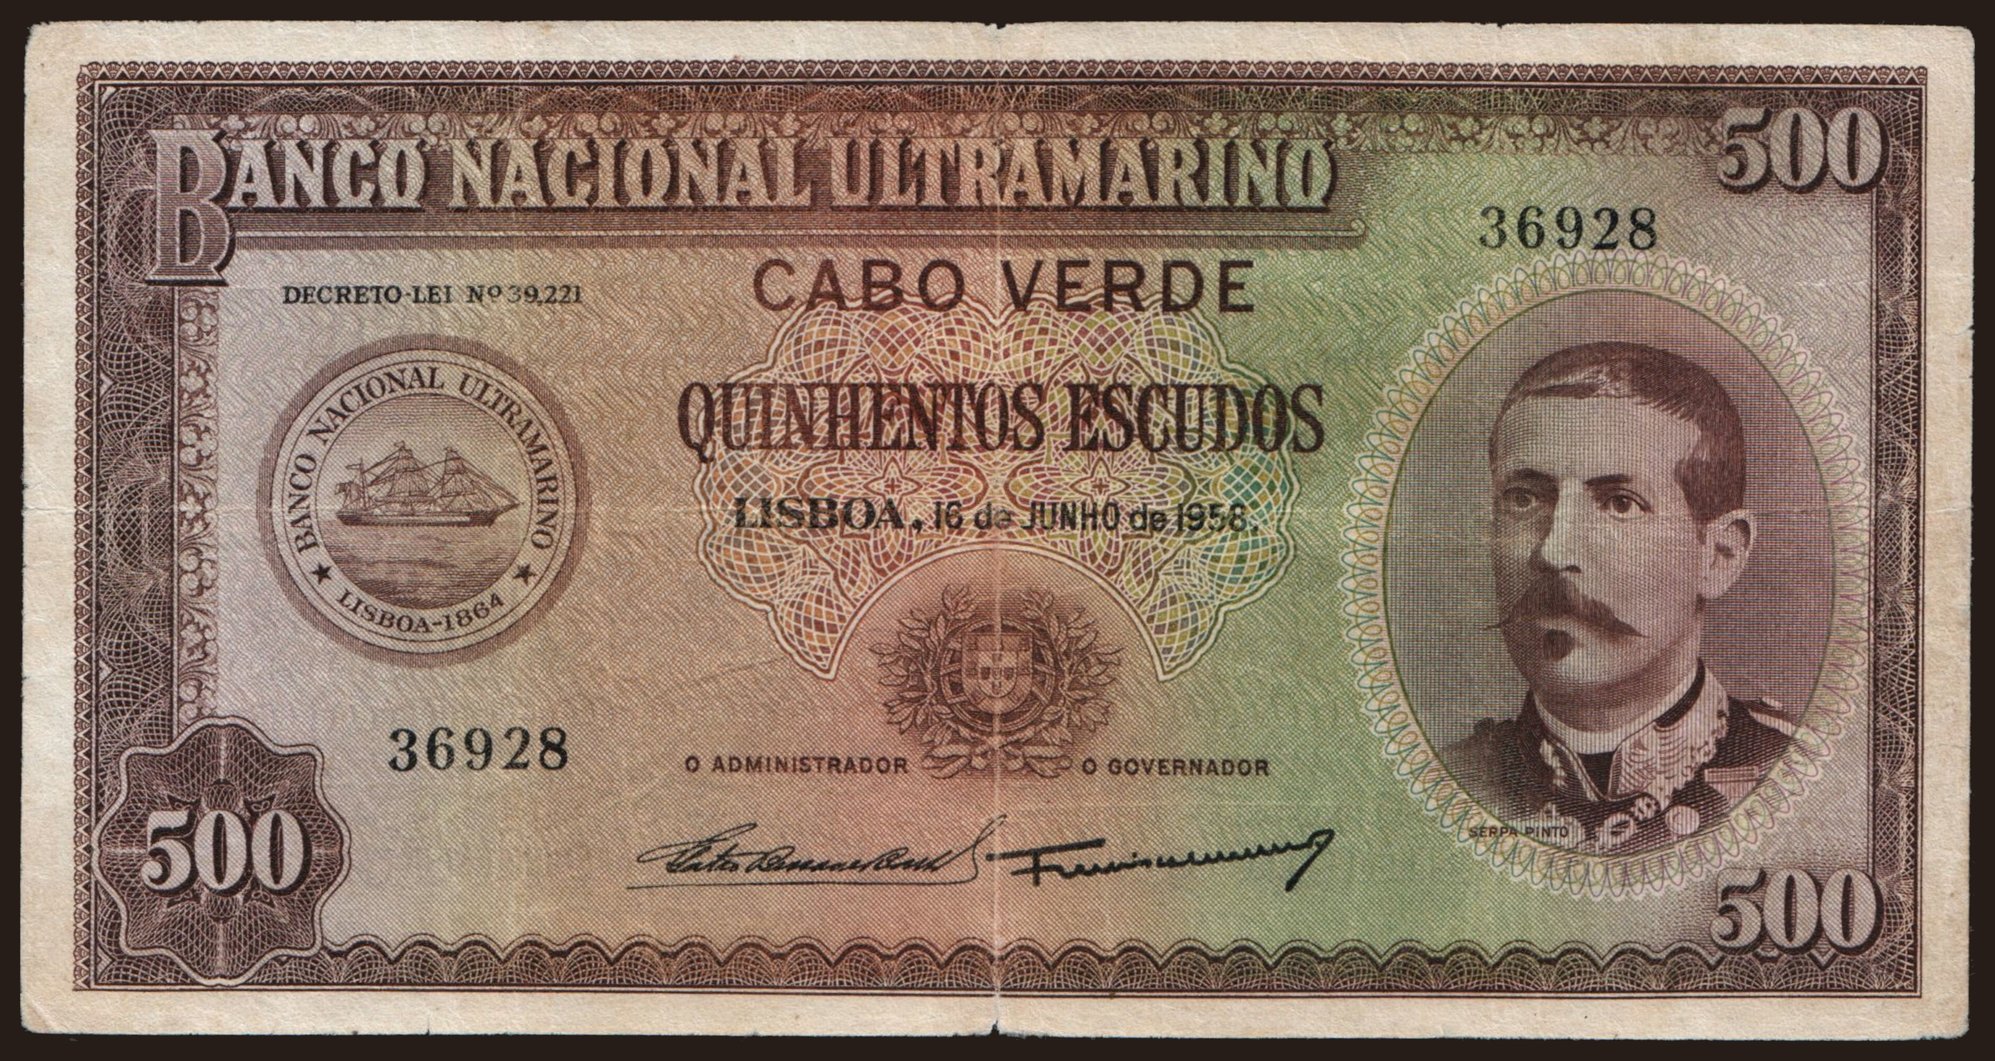 BANCO NACIONAL ULTRAMARINO
500
36928
CABO VERDE
DECRETO-LEI Nº 39.221
BANCO NACIONAL ULTRAMARINO
LISBOA-1864
QUINHENTOS ESCUDOS
LISBOA, 16 de JUNHO de 1958.
36928
O ADMINISTRADOR
O GOVERNADOR
SERPA PINTO
500
500